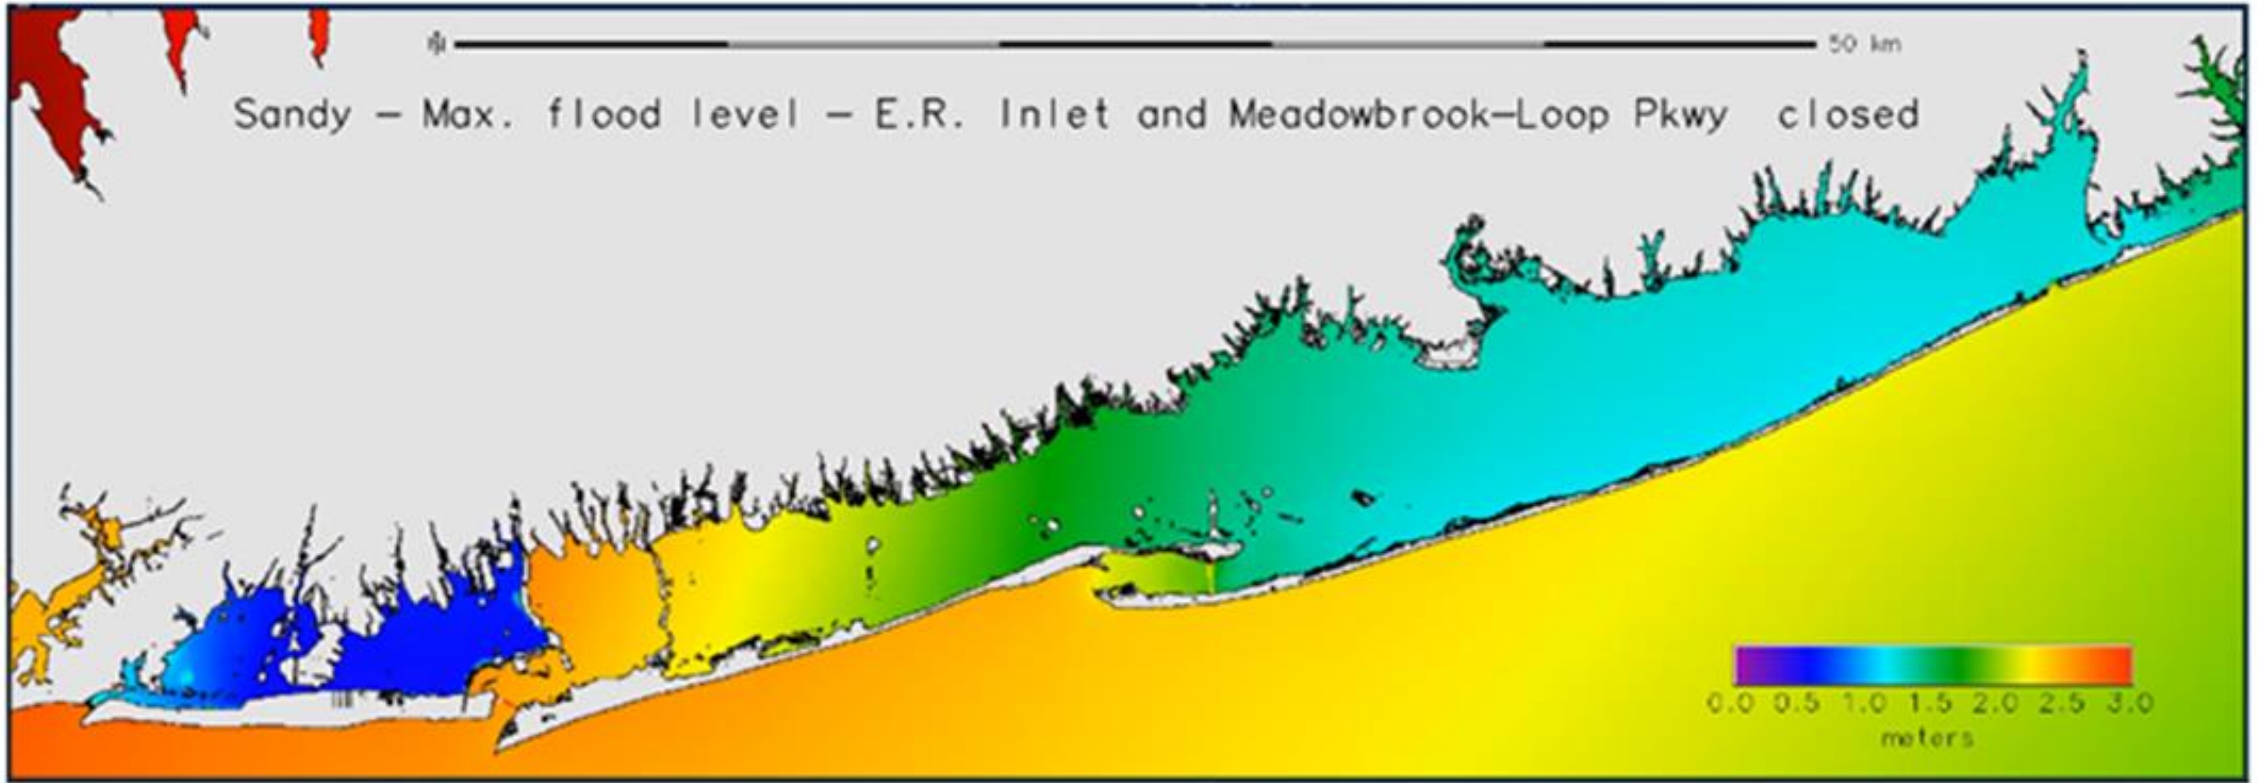 50 km
Sandy – Max. flood level – E.R. Inlet and Meadowbrook–Loop Pkwy closed
0.0 0.5 1.0 1.5 2.0 2.5 3.0
meters